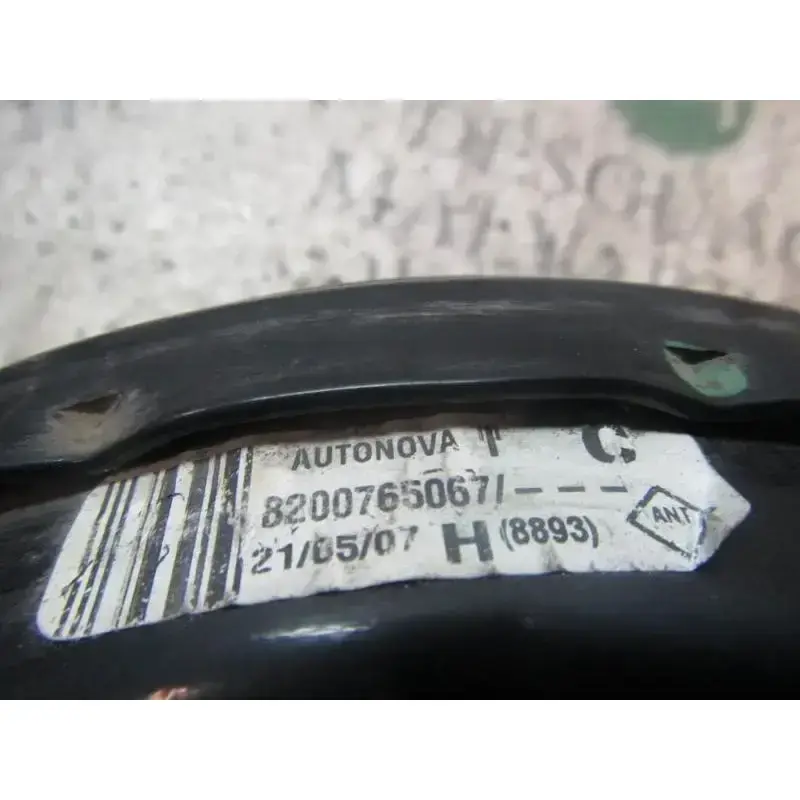 AUTONOVA T C
8200765067/---
21/05/07 H (8893)
ANT